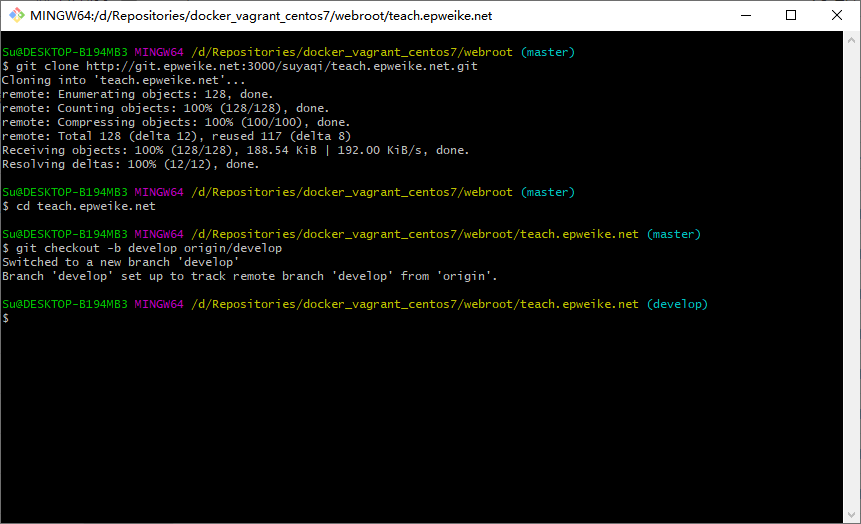 MINGW64:/d/Repositories/docker_vagrant_centos7/webroot/teach.epweike.net
Su@DESKTOP-B194MB3 MINGW64 /d/Repositories/docker_vagrant_centos7/webroot (master)
$ git clone http://git.epweike.net:3000/suyaqi/teach.epweike.net.git
Cloning into 'teach.epweike.net'...
remote: Enumerating objects: 128, done.
remote: Counting objects: 100% (128/128), done.
remote: Compressing objects: 100% (100/100), done.
remote: Total 128 (delta 12), reused 117 (delta 8)
Receiving objects: 100% (128/128), 188.54 KiB | 192.00 KiB/s, done.
Resolving deltas: 100% (12/12), done.
Su@DESKTOP-B194MB3 MINGW64 /d/Repositories/docker_vagrant_centos7/webroot (master)
$ cd teach.epweike.net
Su@DESKTOP-B194MB3 MINGW64 /d/Repositories/docker_vagrant_centos7/webroot/teach.epweike.net (master)
$ git checkout -b develop origin/develop
Switched to a new branch 'develop'
Branch 'develop' set up to track remote branch 'develop' from 'origin'.
Su@DESKTOP-B194MB3 MINGW64 /d/Repositories/docker_vagrant_centos7/webroot/teach.epweike.net (develop)
$